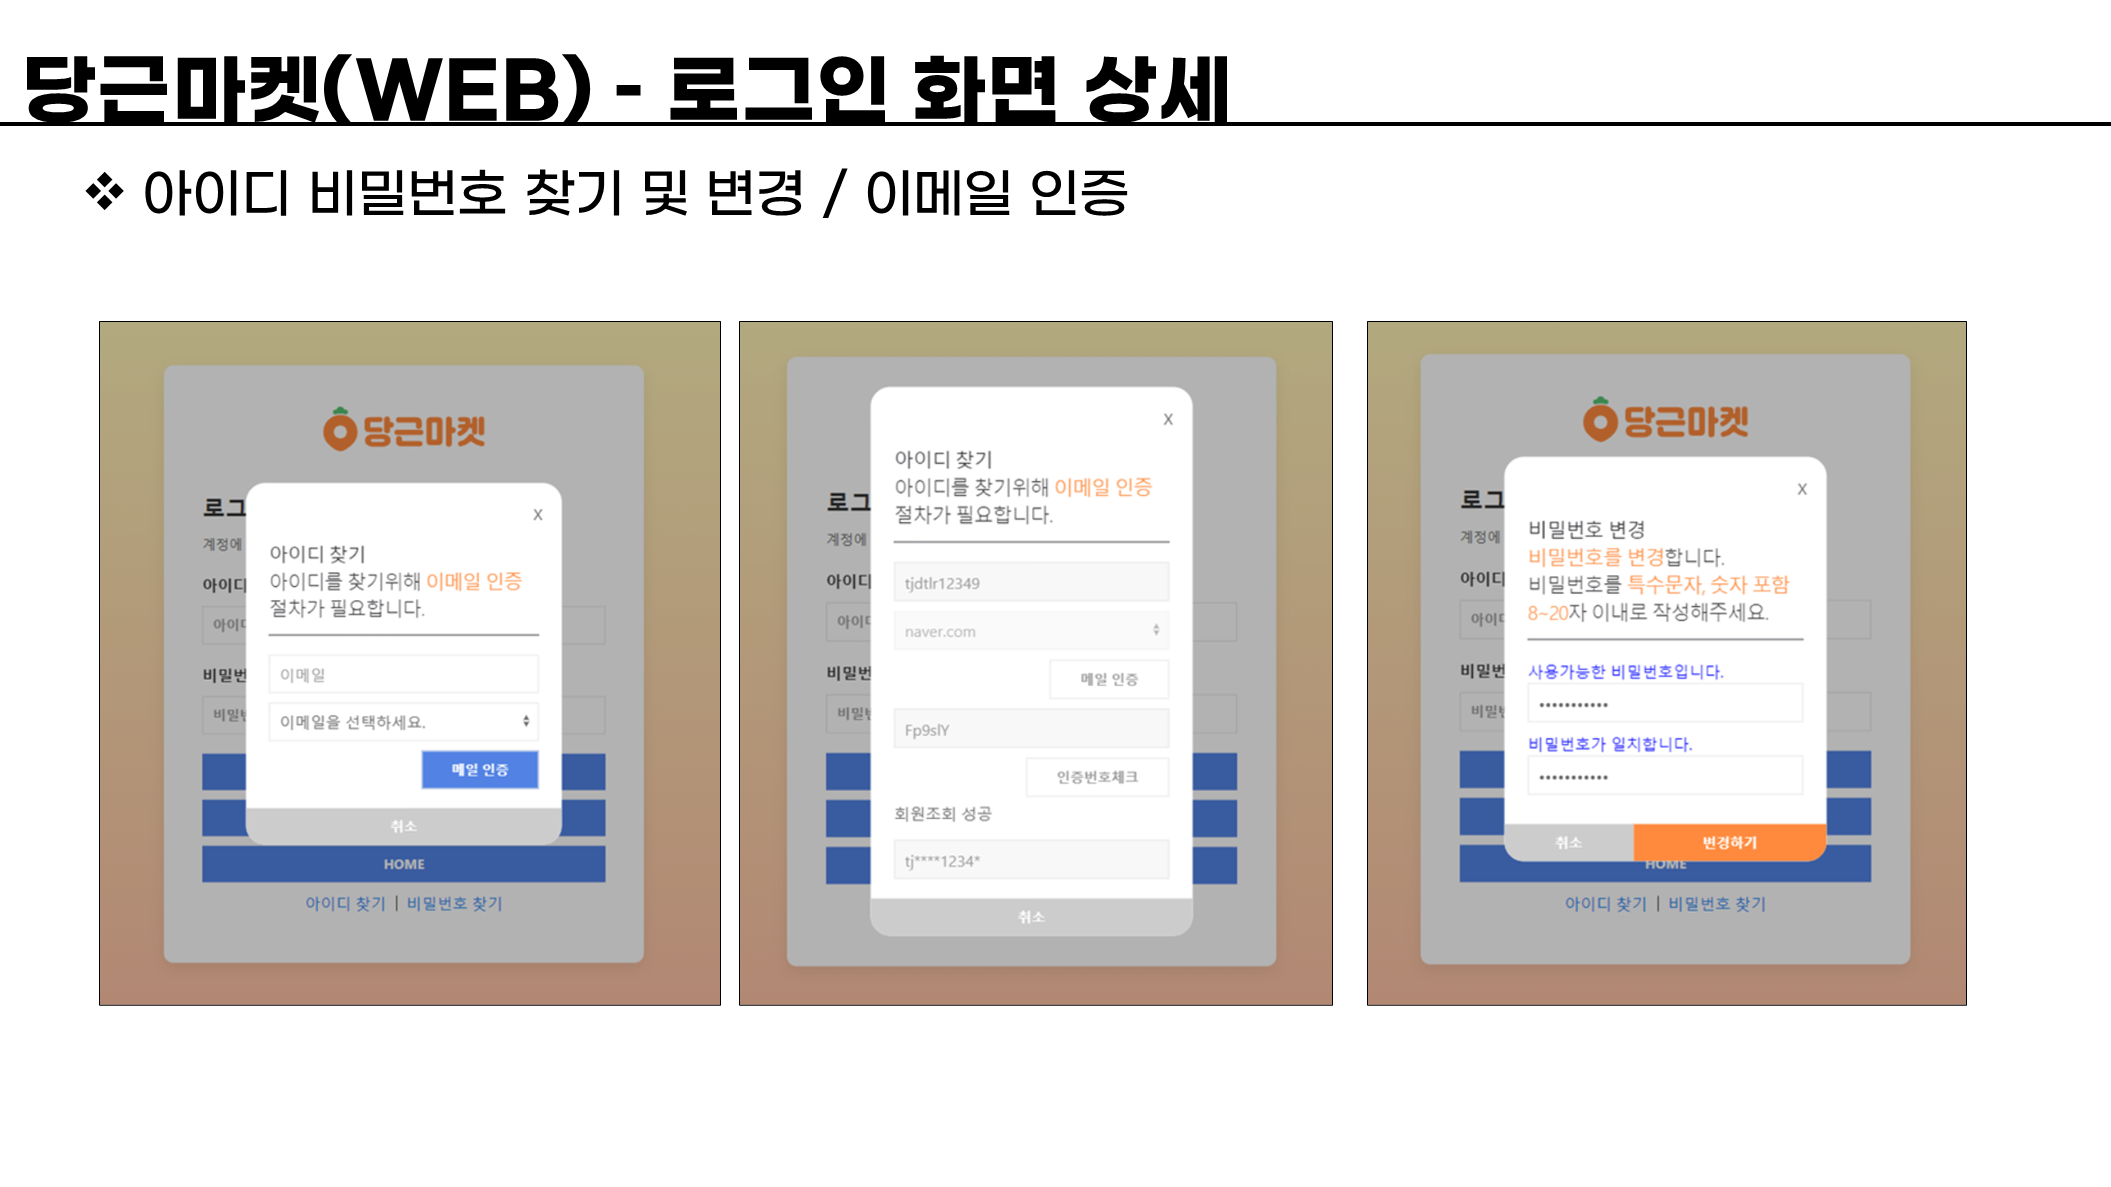 당근마켓(WEB) - 로그인 화면 상세
❖ 아이디 비밀번호 찾기 및 변경 / 이메일 인증
당근마켓
로그
계정에
아이디
아이디
비밀번
비밀번
X
아이디 찾기
아이디를 찾기위해 이메일 인증
절차가 필요합니다.
이메일
이메일을 선택하세요.
메일 인증
취소
HOME
아이디 찾기 | 비밀번호 찾기
로그
계정에
아이디
아이디
비밀번
비밀번
X
아이디 찾기
아이디를 찾기위해 이메일 인증
절차가 필요합니다.
tjdtlr12349
naver.com
메일 인증
Fp9slY
인증번호체크
회원조회 성공
tj****1234*
취소
당근마켓
로그
계정에
아이디
아이디
비밀번
비밀번
X
비밀번호 변경
비밀번호를 변경합니다.
비밀번호를 특수문자, 숫자 포함
8~20자 이내로 작성해주세요.
사용가능한 비밀번호입니다.
•••••••••••
비밀번호가 일치합니다.
•••••••••••
취소
변경하기
HOME
아이디 찾기 | 비밀번호 찾기